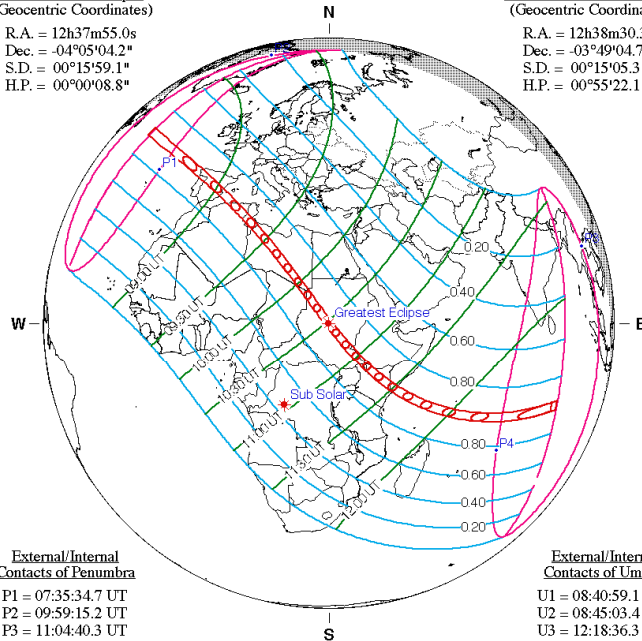 Geocentric Coordinates)
R.A. = 12h37m55.0s
Dec. = -04°05'04.2"
S.D. = 00°15'59.1"
H.P. = 00°00'08.8"
N
(Geocentric Coordina
R.A. = 12h38m30.3
Dec. = -03°49'04.7
S.D. = 00°15'05.3
H.P. = 00°55'22.1
P1
0.20
09:00 UT
0.40
Greatest Eclipse
W
E
09:30 UT
0.60
10:00 UT
0.80
10:30 UT
Sub Solar
11:00 UT
0.80
P4
11:30 UT
0.60
0.40
12:00 UT
0.20
External/Internal
Contacts of Penumbra
P1 = 07:35:34.7 UT
P2 = 09:59:15.2 UT
P3 = 11:04:40.3 UT
S
External/Intern
Contacts of Um
U1 = 08:40:59.1
U2 = 08:45:03.4
U3 = 12:18:36.3